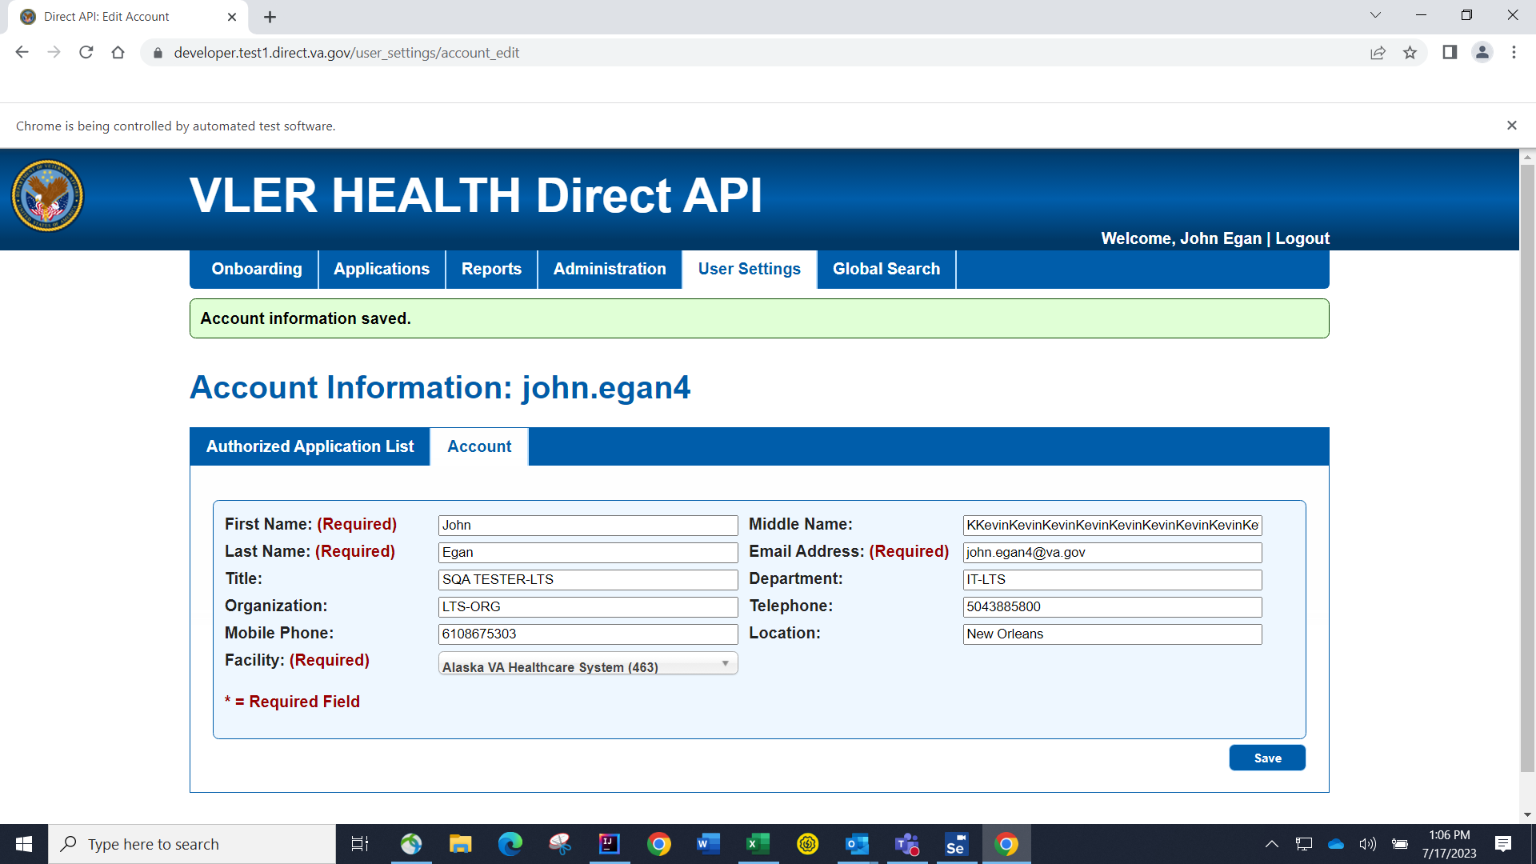 Direct API: Edit Account
developer.test1.direct.va.gov/user_settings/account_edit
Chrome is being controlled by automated test software.
VLER HEALTH Direct API
Welcome, John Egan | Logout
Onboarding Applications Reports Administration User Settings Global Search
Account information saved.
Account Information: john.egan4
Authorized Application List Account
First Name: (Required) John Middle Name: KKevinKevinKevinKevinKevinKevinKevinKevinKe
Last Name: (Required) Egan Email Address: (Required) john.egan4@va.gov
Title: SQA TESTER-LTS Department: IT-LTS
Organization: LTS-ORG Telephone: 5043885800
Mobile Phone: 6108675303 Location: New Orleans
Facility: (Required) Alaska VA Healthcare System (463)
* = Required Field
Save
Type here to search
1:06 PM
7/17/2023